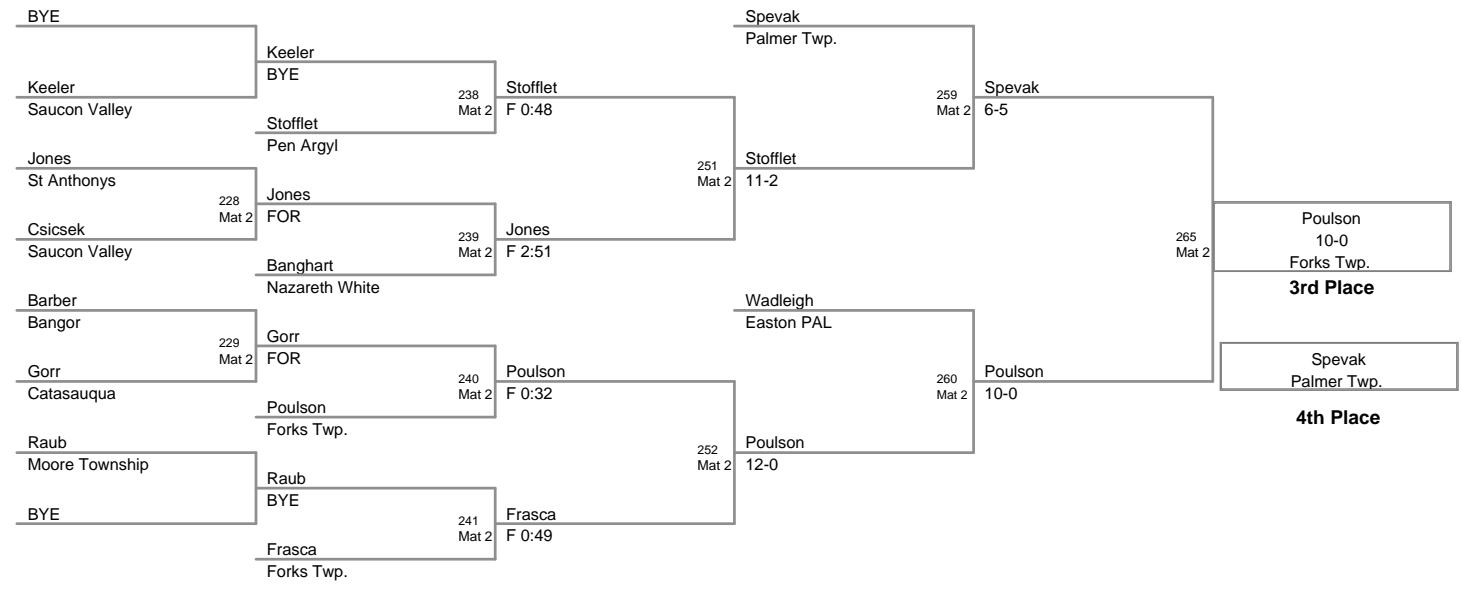 BYE
Keeler
Saucon Valley
Jones
St Anthonys
Csicsek
Saucon Valley
Barber
Bangor
Gorr
Catasauqua
Raub
Moore Township
BYE
228
Mat 2
229
Mat 2
Keeler
BYE
Stofflet
Pen Argyl
Jones
FOR
Banghart
Nazareth White
Gorr
FOR
Poulson
Forks Twp.
Raub
BYE
Frasca
Forks Twp.
238
Mat 2
239
Mat 2
240
Mat 2
241
Mat 2
Stofflet
F 0:48
Jones
F 2:51
Poulson
F 0:32
Frasca
F 0:49
251
Mat 2
252
Mat 2
Spevak
Palmer Twp.
Stofflet
11-2
Wadleigh
Easton PAL
Poulson
12-0
259
Mat 2
260
Mat 2
Spevak
6-5
Poulson
10-0
265
Mat 2
Poulson
10-0
Forks Twp.
3rd Place
Spevak
Palmer Twp.
4th Place